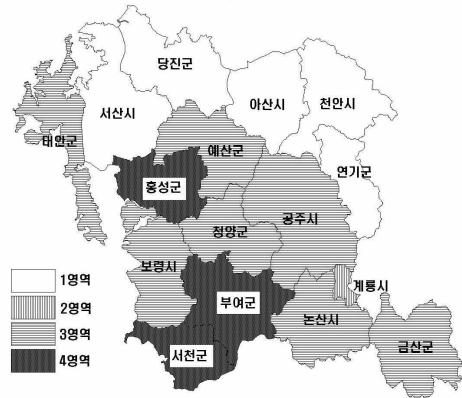 당진군
아산시
천안시
서산시
태안군
예산군
연기군
홍성군
공주시
청양군
보령시
계룡시
부여군
논산시
서천군
금산군
1영역
2영역
3영역
4영역